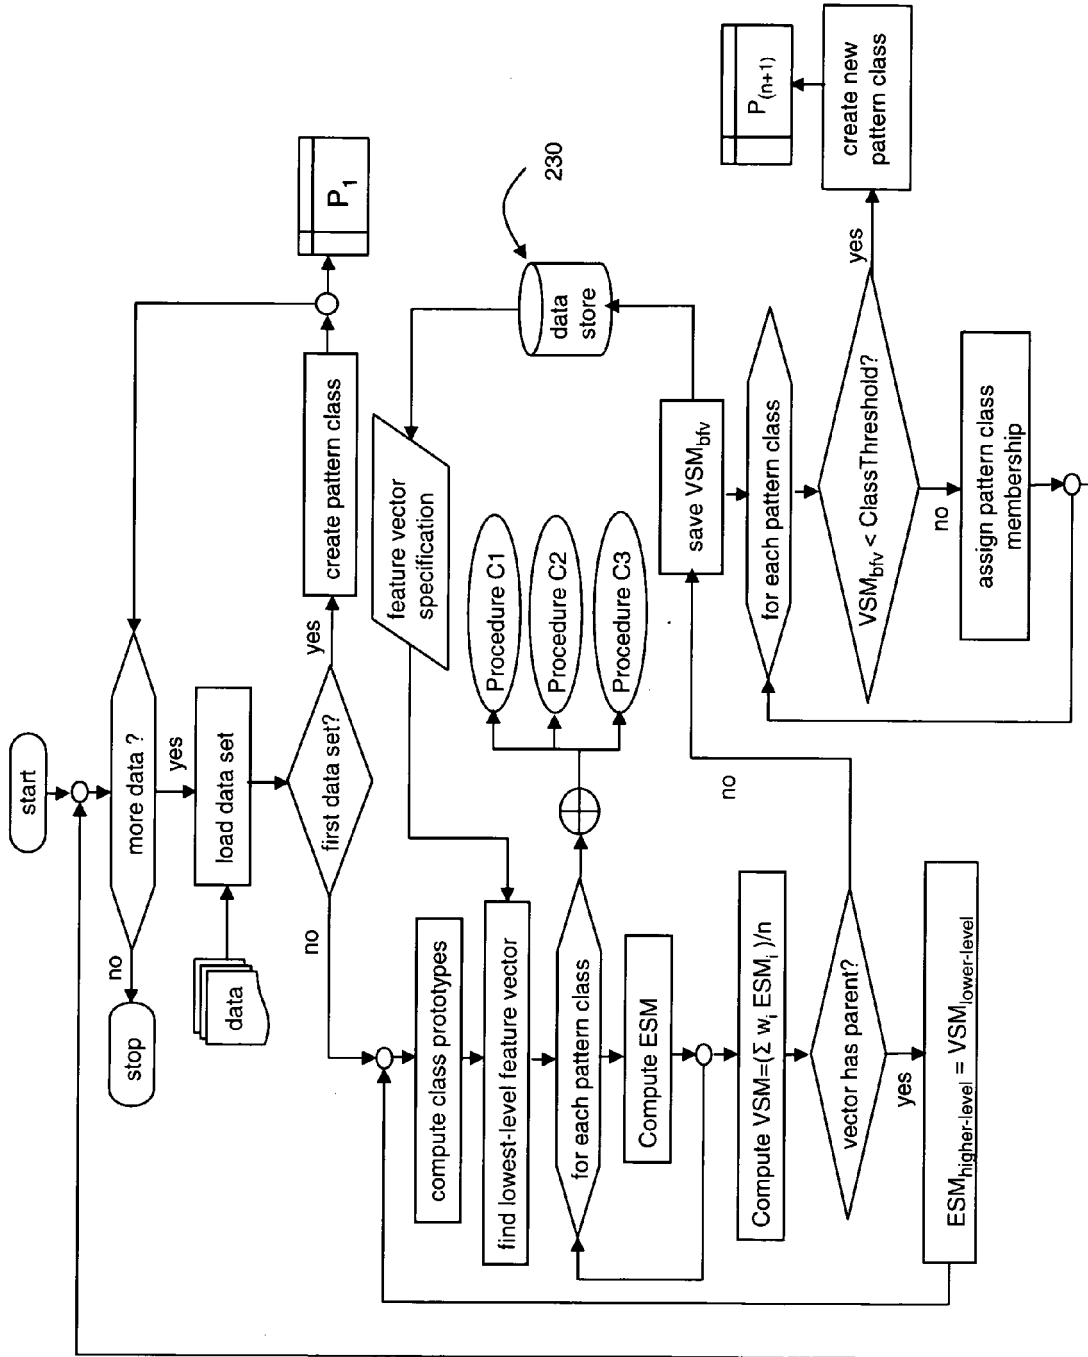 start
more data ?
no
stop
yes
data
load data set
first data set?
yes
create pattern class
P1
no
compute class prototypes
find lowest-level feature vector
feature vector
specification
data
store
230
for each pattern class
Procedure C1
Procedure C2
Procedure C3
Compute ESM
Compute VSM=(Σ wi ESMi )/n
vector has parent?
yes
ESMhigher-level = VSMlower-level
no
save VSMbfv
for each pattern class
VSMbfv < ClassThreshold?
yes
create new
pattern class
P(n+1)
no
assign pattern class
membership